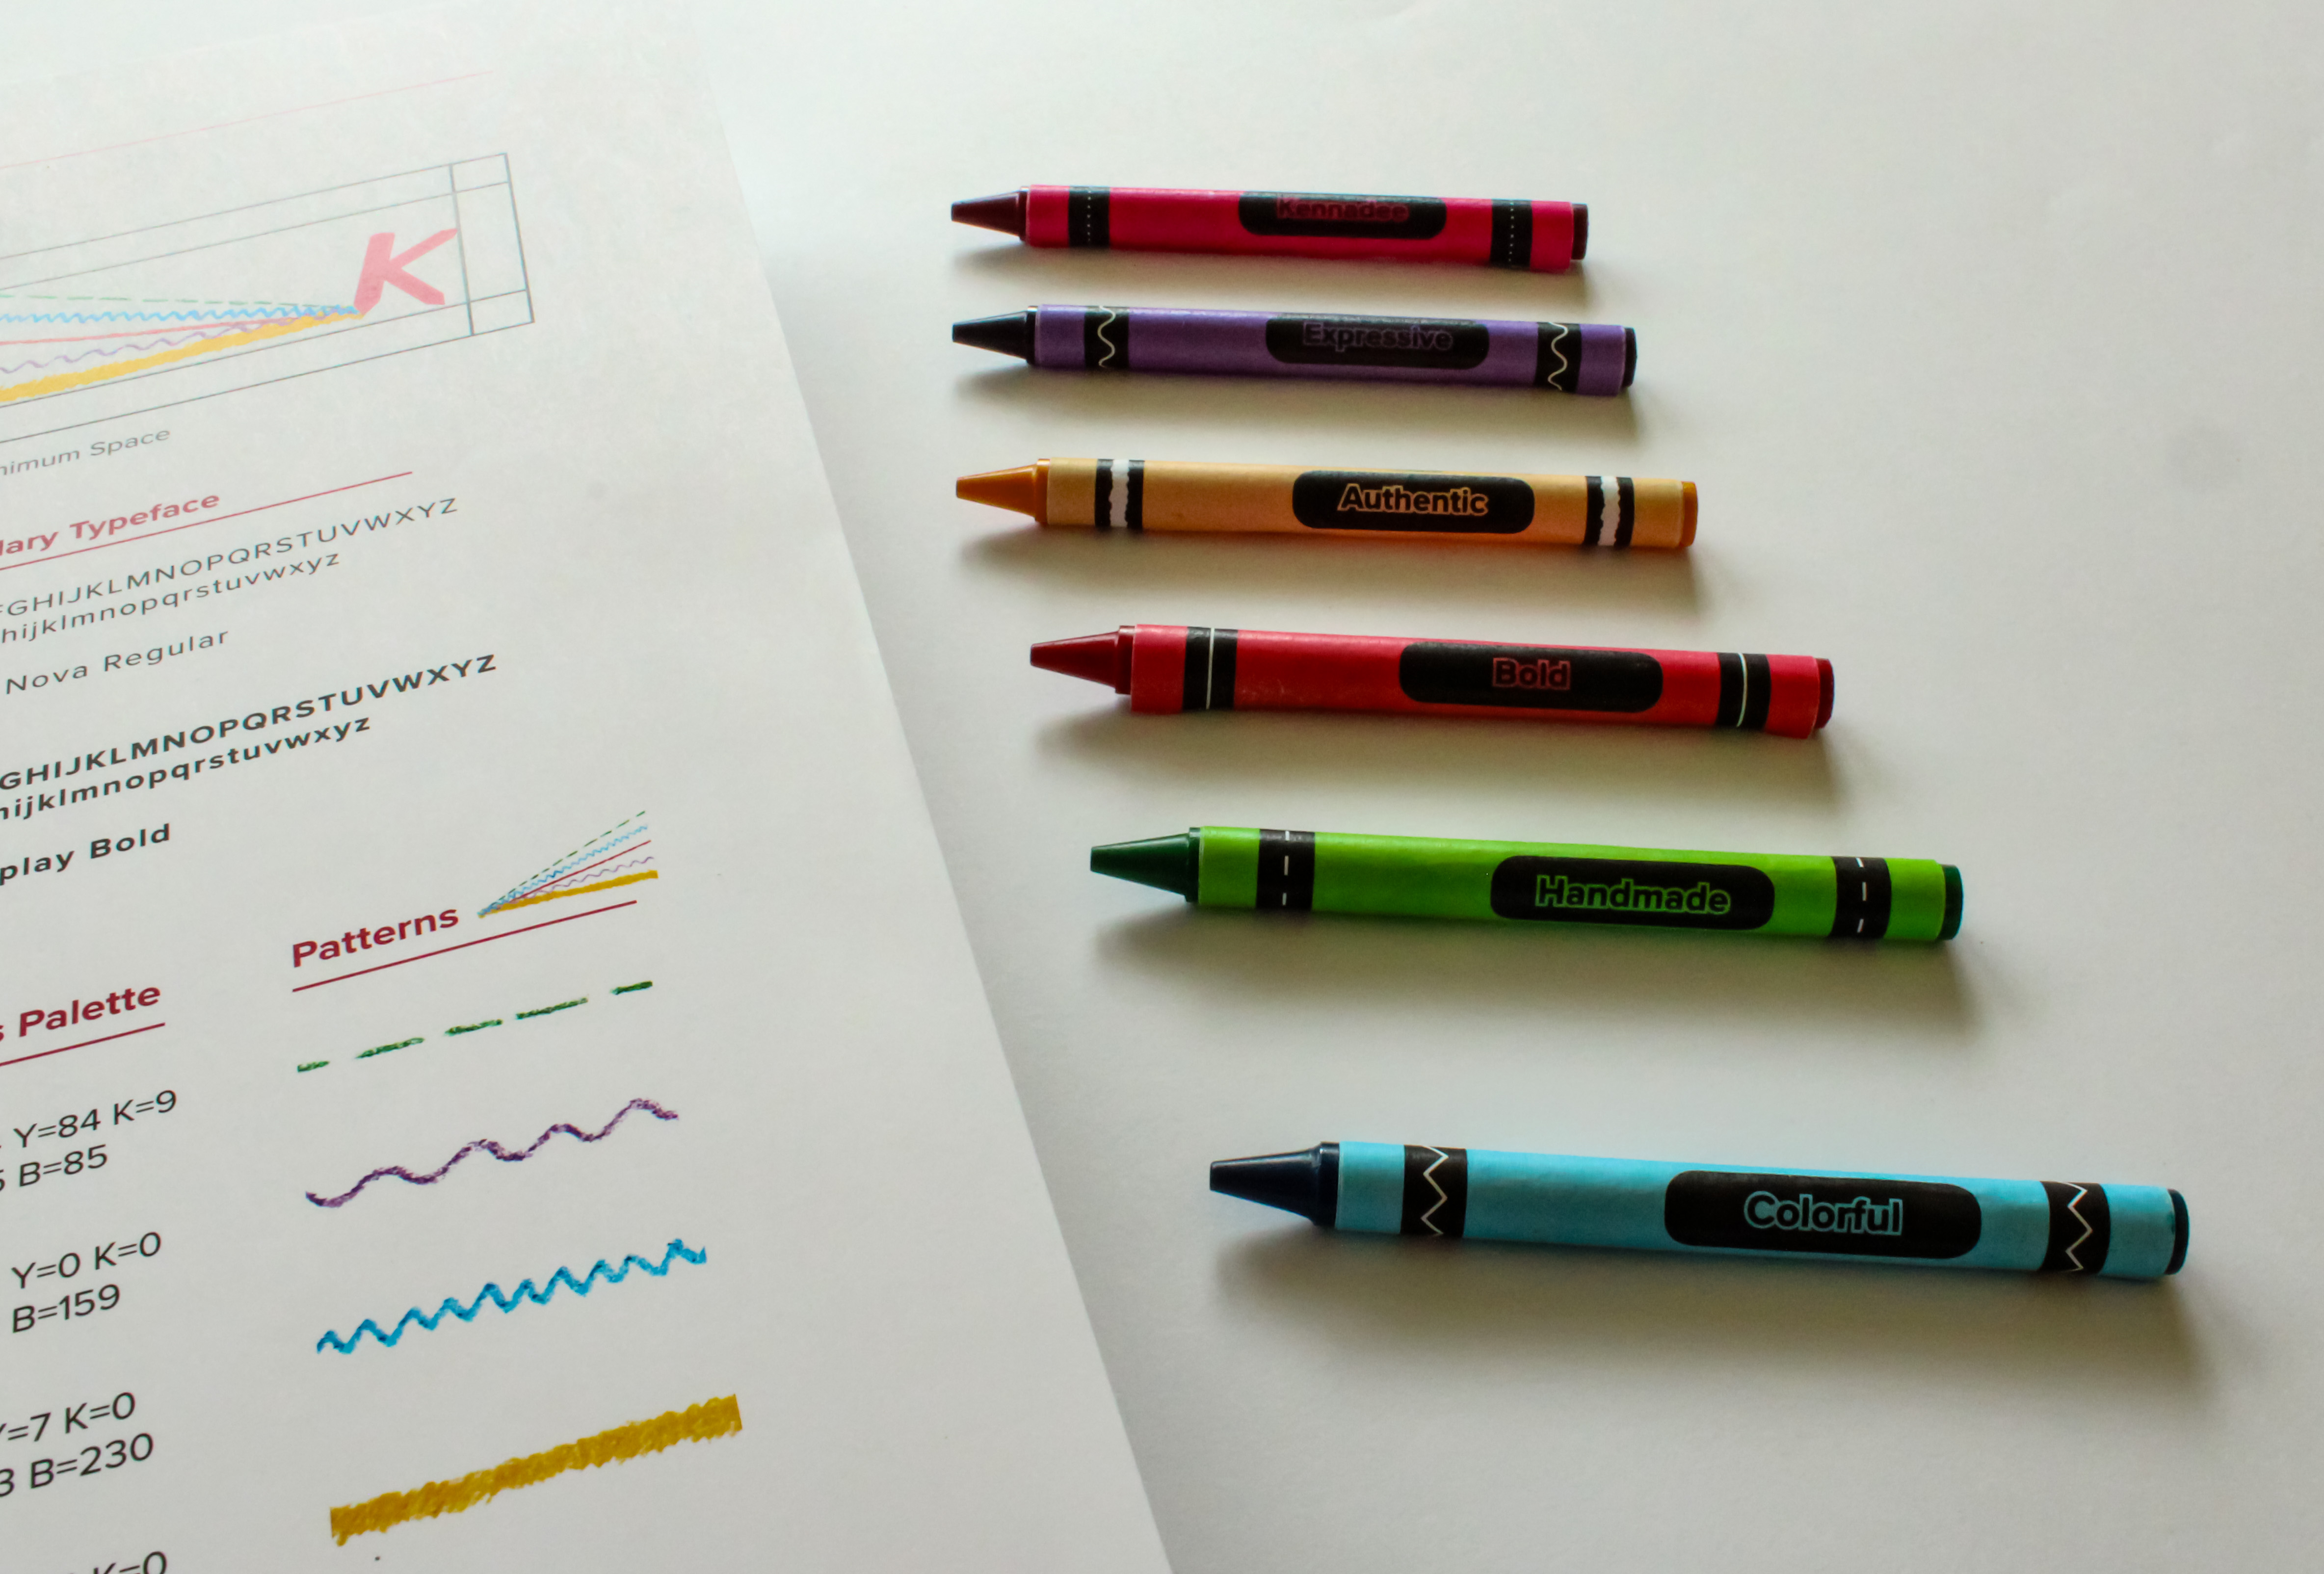 K
nimum Space
lary Typeface
GHIJKLMNOPQRSTUVWXYZ
hijklmnopqrstuvwxyz
Nova Regular
GHIJKLMNOPQRSTUVWXYZ
hijklmnopqrstuvwxyz
play Bold
Patterns
s Palette
Y=84 K=9
B=85
Y=0 K=0
B=159
Y=7 K=0
3 B=230
K=0
Kennadee
Expressive
Authentic
Bold
Handmade
Colorful